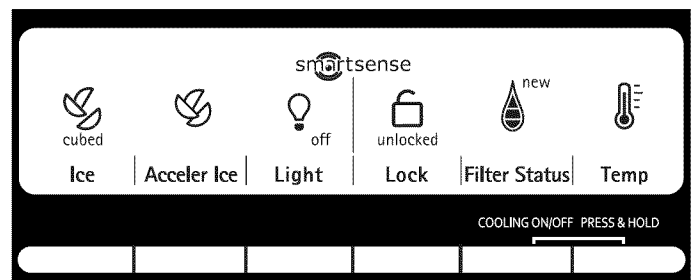 smartsense
new
cubed
off
unlocked
Ice
Acceler Ice
Light
Lock
Filter Status
Temp
COOLING ON/OFF PRESS & HOLD